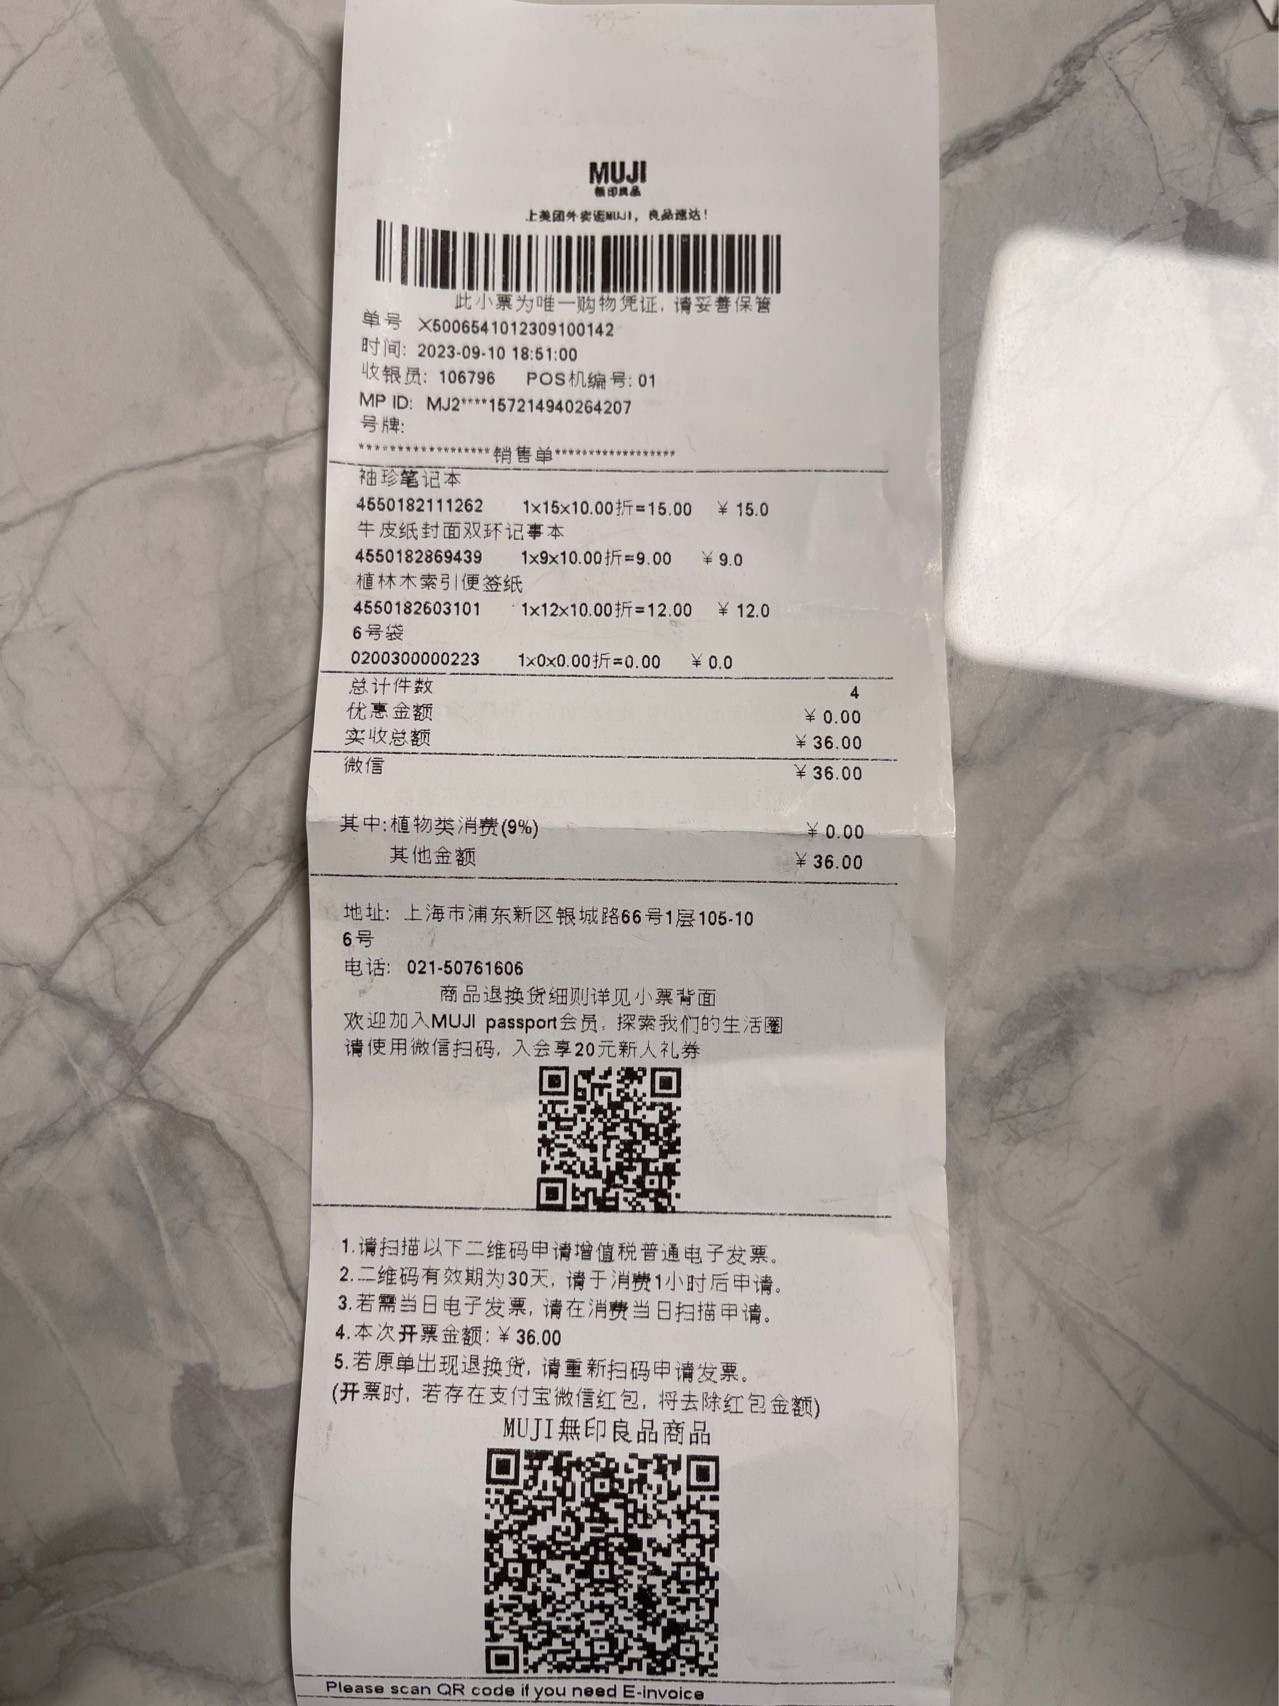 MUJI
無印良品
上美团外卖逛MUJI，良品速达！
此小票为唯一购物凭证, 请妥善保管
单号 X5006541012309100142
时间: 2023-09-10 18:51:00
收银员: 106796 POS机编号: 01
MP ID: MJ2****157214940264207
号牌:
******************销售单******************
袖珍笔记本
4550182111262 1x15x10.00折=15.00 ￥ 15.0
牛皮纸封面双环记事本
4550182869439 1x9x10.00折=9.00 ￥ 9.0
植林木索引便签纸
4550182603101 1x12x10.00折=12.00 ￥ 12.0
6号袋
0200300000223 1x0x0.00折=0.00 ￥ 0.0
总计件数 4
优惠金额 ￥ 0.00
实收总额 ￥ 36.00
微信 ￥ 36.00
其中:植物类消费(9%) ￥ 0.00
其他金额 ￥ 36.00
地址: 上海市浦东新区银城路66号1层105-10
6号
电话: 021-50761606
商品退换货细则详见小票背面
欢迎加入MUJI passport会员, 探索我们的生活圈
请使用微信扫码, 入会享20元新人礼券
1.请扫描以下二维码申请增值税普通电子发票。
2.二维码有效期为30天, 请于消费1小时后申请。
3.若需当日电子发票, 请在消费当日扫描申请。
4.本次开票金额: ￥ 36.00
5.若原单出现退换货, 请重新扫码申请发票。
(开票时, 若存在支付宝微信红包, 将去除红包金额)
MUJI無印良品商品
Please scan QR code if you need E-invoice